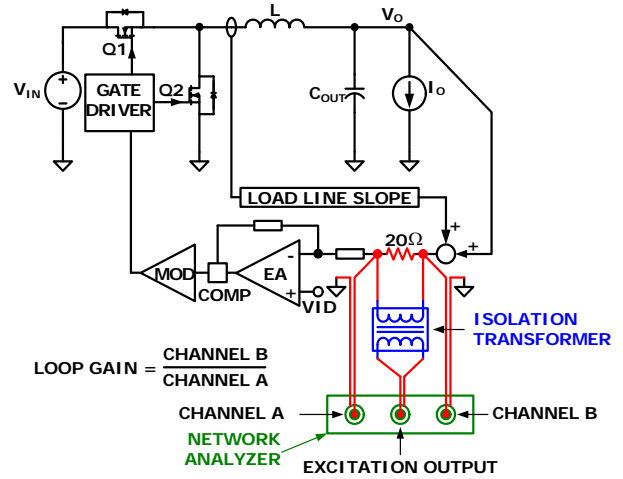 L
VO
Q1
VIN
GATE
DRIVER
Q2
COUT
IO
LOAD LINE SLOPE
+
+
20Ω
MOD
COMP
EA
-
+
VID
ISOLATION
TRANSFORMER
LOOP GAIN = CHANNEL B
CHANNEL A
CHANNEL A
CHANNEL B
NETWORK
ANALYZER
EXCITATION OUTPUT